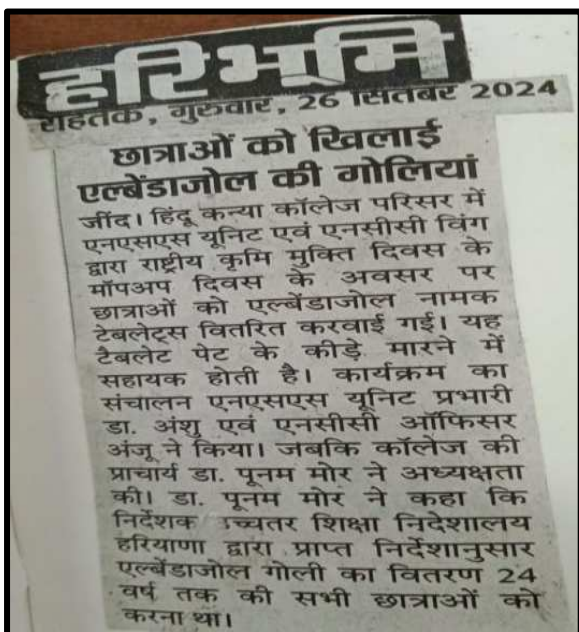 हरिभूमि
रोहतक, गुरुवार, 26 सितंबर 2024
छात्राओं को खिलाई
एल्बेंडाजोल की गोलियां
जींद। हिंदू कन्या कॉलेज परिसर में
एनएसएस यूनिट एवं एनसीसी विंग
द्वारा राष्ट्रीय कृमि मुक्ति दिवस के
मॉपअप दिवस के अवसर पर
छात्राओं को एल्बेंडाजोल नामक
टेबलेट्स वितरित करवाई गई। यह
टैबलेट पेट के कीड़े मारने में
सहायक होती है। कार्यक्रम का
संचालन एनएसएस यूनिट प्रभारी
डा. अंशु एवं एनसीसी ऑफिसर
अंजू ने किया। जबकि कॉलेज की
प्राचार्य डा. पूनम मोर ने अध्यक्षता
की। डा. पूनम मोर ने कहा कि
निर्देशक उच्चतर शिक्षा निदेशालय
हरियाणा द्वारा प्राप्त निर्देशानुसार
एल्बेंडाजोल गोली का वितरण 24
वर्ष तक की सभी छात्राओं को
करना था।